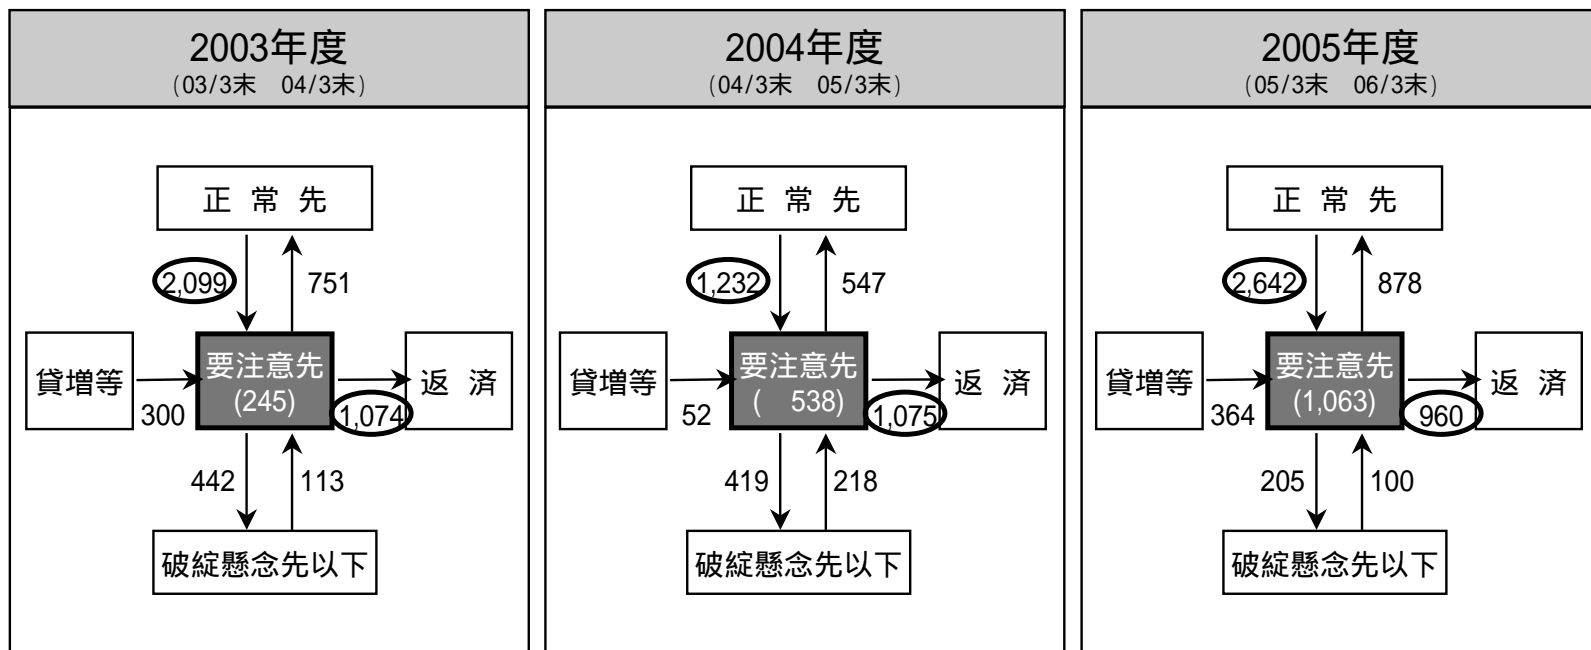 2003年度
(03/3末　04/3末)
正 常 先
2,099
751
貸増等
300
要注意先
(245)
1,074
返 済
442
113
破綻懸念先以下
2004年度
(04/3末　05/3末)
正 常 先
1,232
547
貸増等
52
要注意先
(　538)
1,075
返 済
419
218
破綻懸念先以下
2005年度
(05/3末　06/3末)
正 常 先
2,642
878
貸増等
364
要注意先
(1,063)
960
返 済
205
100
破綻懸念先以下